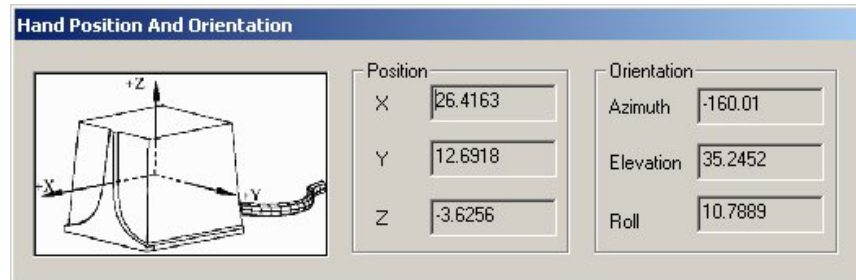 Hand Position And Orientation
+Z
+X
+Y
Position
X 26.4163
Y 12.6918
Z -3.6256
Orientation
Azimuth -160.01
Elevation 35.2452
Roll 10.7889